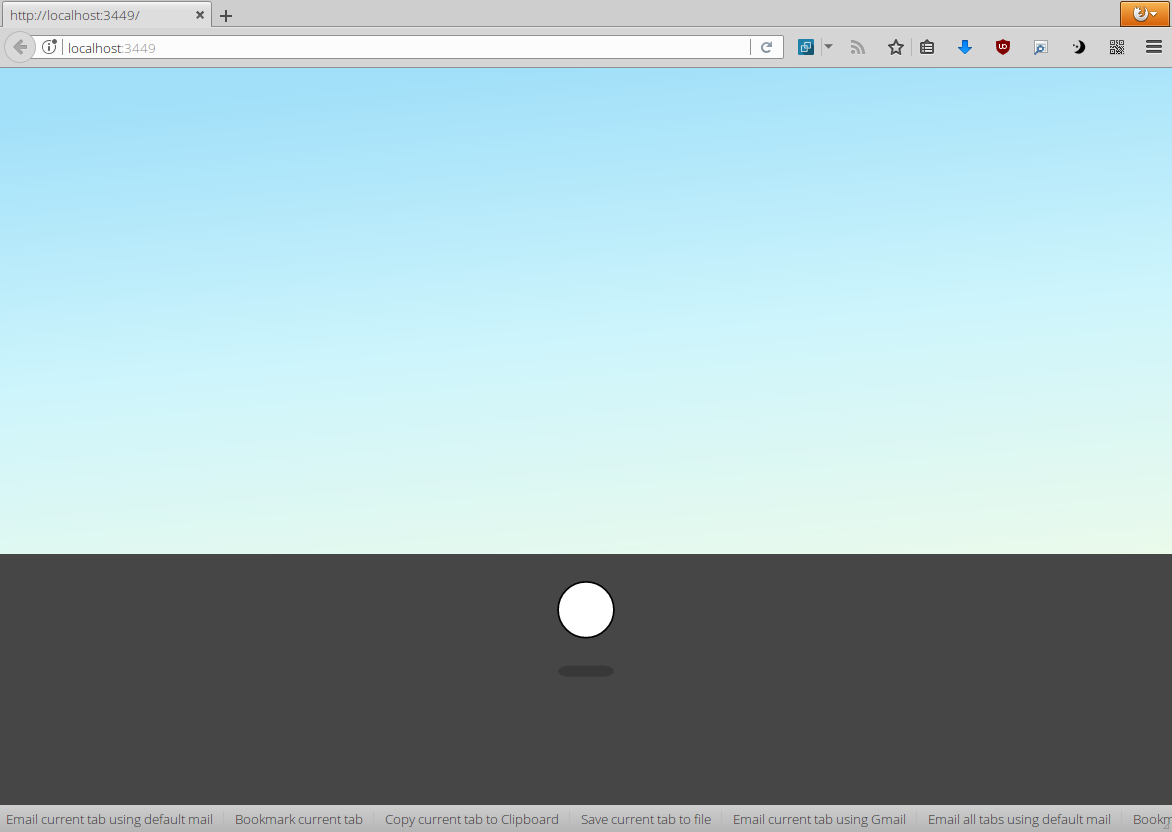 http://localhost:3449/
localhost:3449
Email current tab using default mail Bookmark current tab Copy current tab to Clipboard Save current tab to file Email current tab using Gmail Email all tabs using default mail